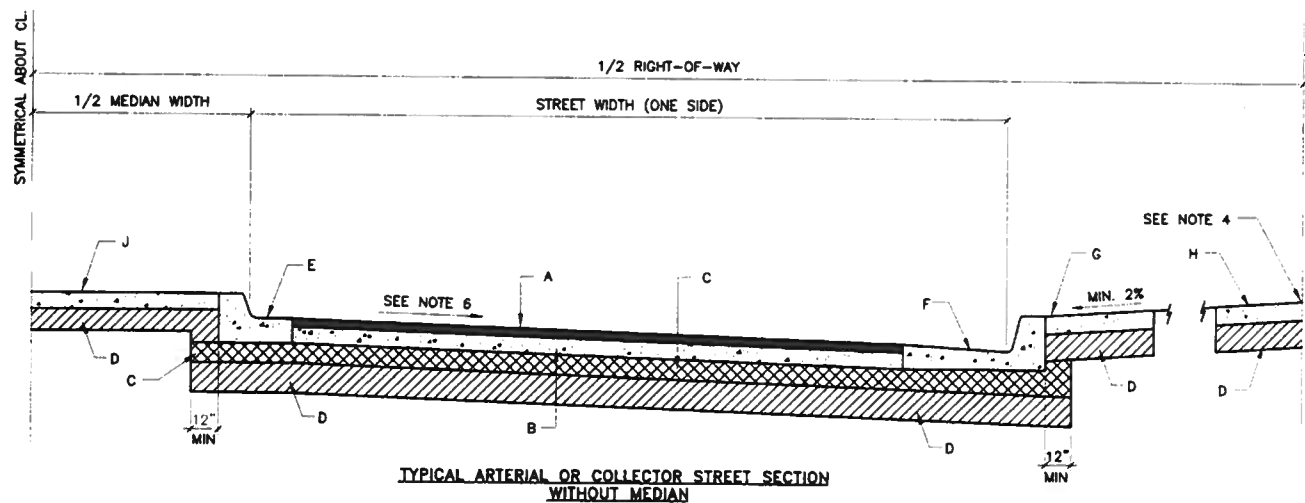 SYMMETRICAL ABOUT CL.
1/2 RIGHT-OF-WAY
1/2 MEDIAN WIDTH
STREET WIDTH (ONE SIDE)
SEE NOTE 4
J
E
SEE NOTE 6
A
C
F
G
MIN. 2%
H
D
C
D
B
D
D
D
12"
MIN
12"
MIN
TYPICAL ARTERIAL OR COLLECTOR STREET SECTION
WITHOUT MEDIAN